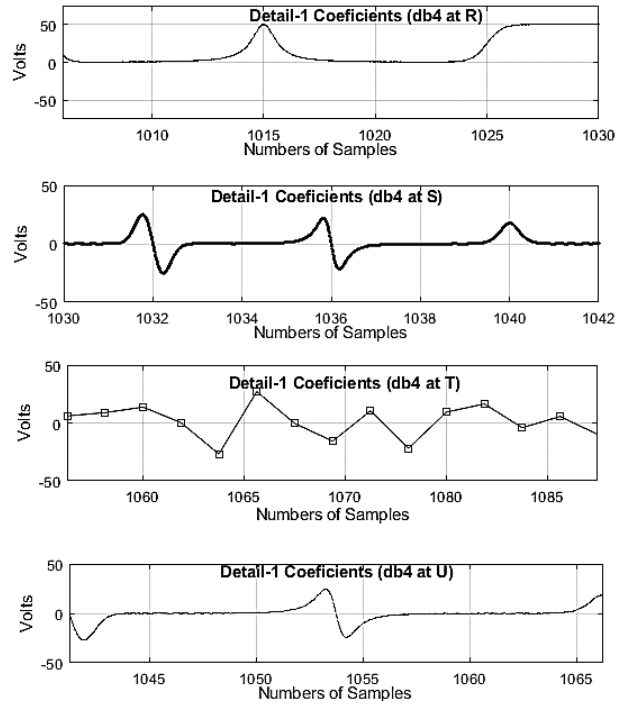 Detail-1 Coeficients (db4 at R)
Volts
50
0
-50
1010 1015 1020 1025 1030
Numbers of Samples
Detail-1 Coeficients (db4 at S)
Volts
50
0
-50
1030 1032 1034 1036 1038 1040 1042
Numbers of Samples
Detail-1 Coeficients (db4 at T)
Volts
50
0
-50
1060 1065 1070 1080 1085
Numbers of Samples
Detail-1 Coeficients (db4 at U)
Volts
50
0
-50
1045 1050 1055 1060 1065
Numbers of Samples